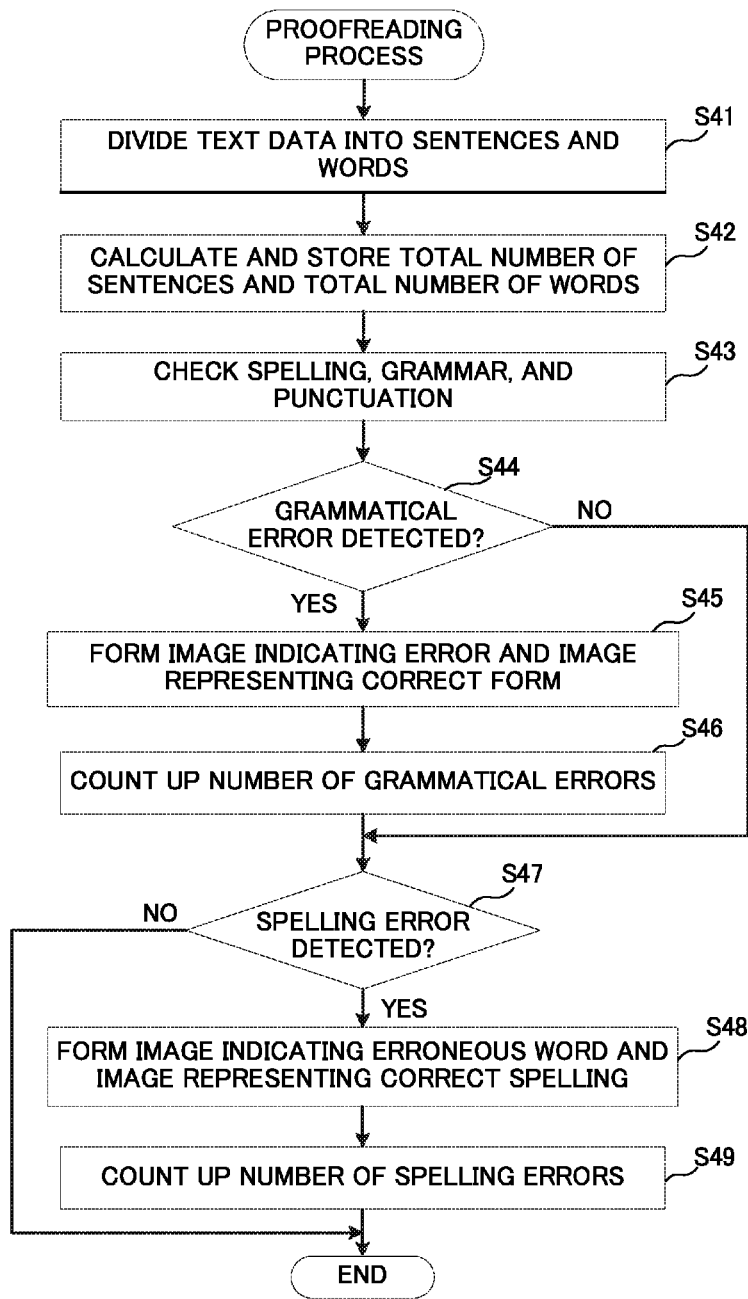 PROOFREADING
PROCESS
S41
DIVIDE TEXT DATA INTO SENTENCES AND
WORDS
S42
CALCULATE AND STORE TOTAL NUMBER OF
SENTENCES AND TOTAL NUMBER OF WORDS
S43
CHECK SPELLING, GRAMMAR, AND
PUNCTUATION
S44
GRAMMATICAL
ERROR DETECTED?
NO
YES
S45
FORM IMAGE INDICATING ERROR AND IMAGE
REPRESENTING CORRECT FORM
S46
COUNT UP NUMBER OF GRAMMATICAL ERRORS
S47
NO
SPELLING ERROR
DETECTED?
YES
S48
FORM IMAGE INDICATING ERRONEOUS WORD AND
IMAGE REPRESENTING CORRECT SPELLING
S49
COUNT UP NUMBER OF SPELLING ERRORS
END